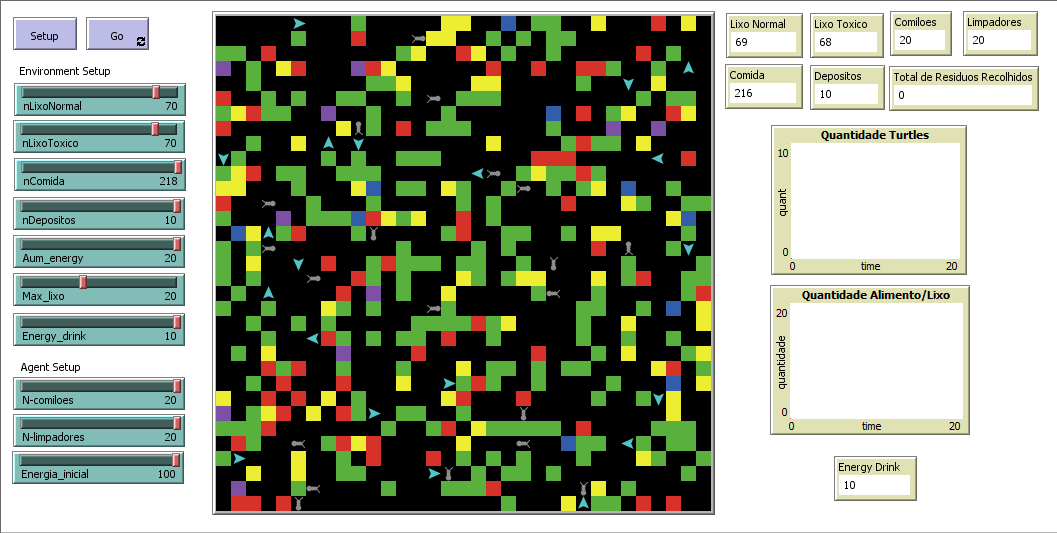 Setup
Go
Environment Setup
nLixoNormal 70
nLixoToxico 70
nComida 218
nDepositos 10
Aum_energy 20
Max_lixo 20
Energy_drink 10
Agent Setup
N-comiloes 20
N-limpadores 20
Energia_inicial 100
Lixo Normal
69
Lixo Toxico
68
Comiloes
20
Limpadores
20
Comida
216
Depositos
10
Total de Residuos Recolhidos
0
Quantidade Turtles
10
quant
0
0 time 20
Quantidade Alimento/Lixo
20
quantidade
0
0 time 20
Energy Drink
10